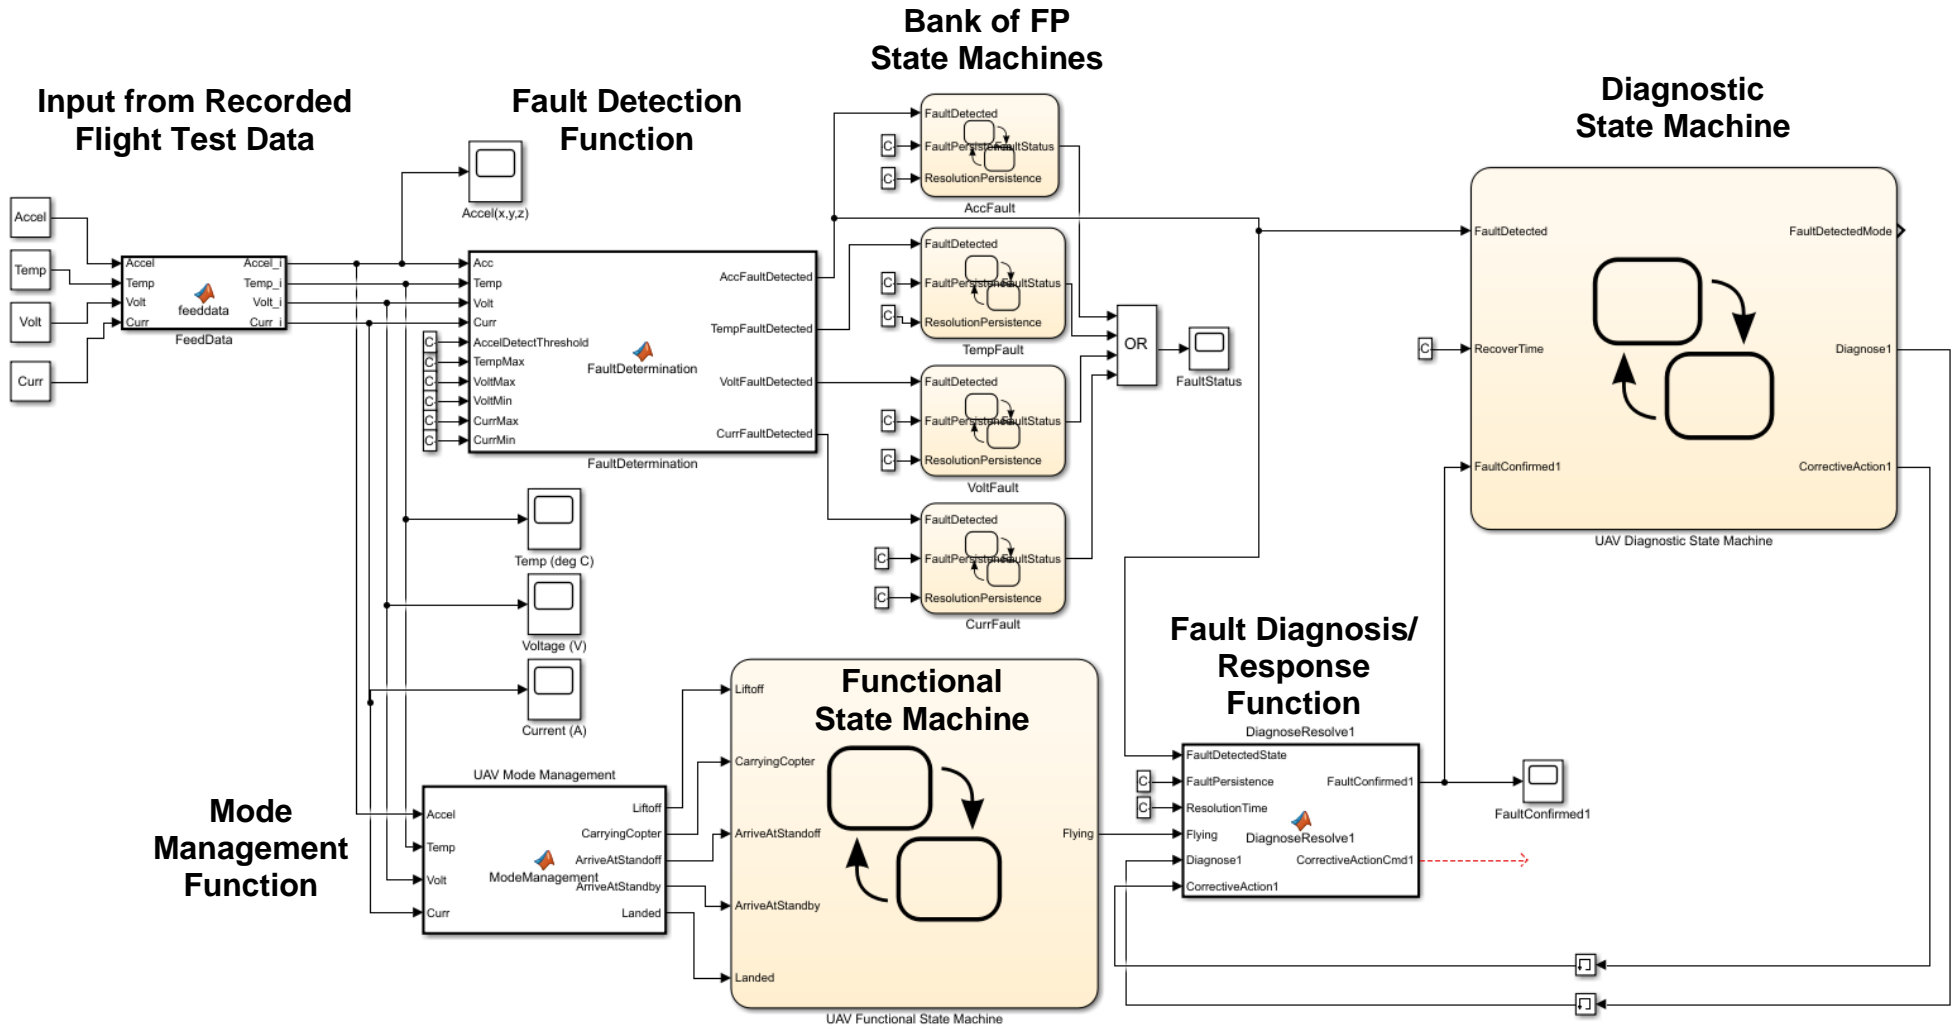 Bank of FP
State Machines
Input from Recorded
Flight Test Data
Fault Detection
Function
Diagnostic
State Machine
Accel
Temp
Volt
Curr
Accel
Temp
Volt
Curr
feeddata
Accel_i
Temp_i
Volt_i
Curr_i
FeedData
Accel(x,y,z)
Acc
Temp
Volt
Curr
AccelDetectThreshold
TempMax
VoltMax
VoltMin
CurrMax
CurrMin
C
C
C
C
C
C
FaultDetermination
AccFaultDetected
TempFaultDetected
VoltFaultDetected
CurrFaultDetected
FaultDetermination
FaultDetected
C
FaultPersistence
FaultStatus
C
ResolutionPersistence
AccFault
FaultDetected
C
FaultPersistence
FaultStatus
C
ResolutionPersistence
TempFault
FaultDetected
C
FaultPersistence
FaultStatus
C
ResolutionPersistence
VoltFault
FaultDetected
C
FaultPersistence
FaultStatus
C
ResolutionPersistence
CurrFault
OR
FaultStatus
FaultDetected
C
RecoverTime
FaultConfirmed1
FaultDetectedMode
Diagnose1
CorrectiveAction1
UAV Diagnostic State Machine
Temp (deg C)
Voltage (V)
Current (A)
Mode
Management
Function
UAV Mode Management
Accel
Temp
Volt
Curr
ModeManagement
Liftoff
CarryingCopter
ArriveAtStandoff
ArriveAtStandby
Landed
Functional
State Machine
Liftoff
CarryingCopter
ArriveAtStandoff
ArriveAtStandby
Landed
Flying
UAV Functional State Machine
Fault Diagnosis/
Response
Function
DiagnoseResolve1
FaultDetectedState
C
FaultPersistence
C
ResolutionTime
Flying
Diagnose1
CorrectiveAction1
DiagnoseResolve1
FaultConfirmed1
CorrectiveActionCmd1
FaultConfirmed1